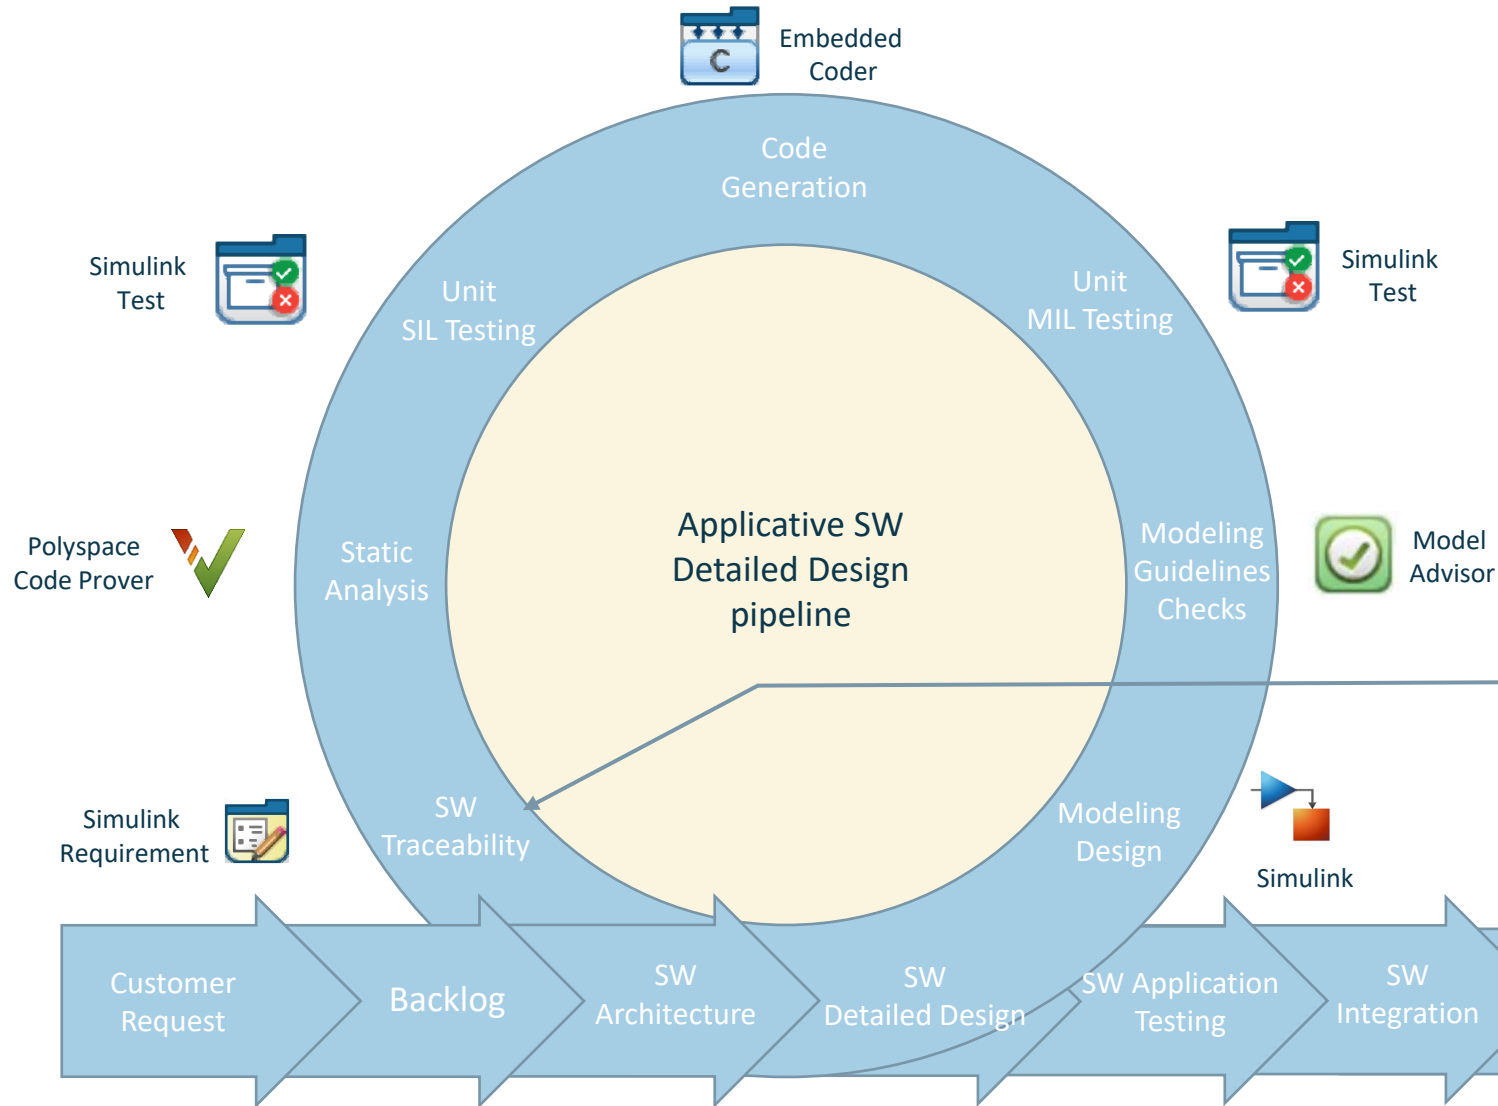 Embedded
Coder
C
Code
Generation
Simulink
Test
Unit
SIL Testing
Unit
MIL Testing
Simulink
Test
Polyspace
Code Prover
Static
Analysis
Applicative SW
Detailed Design
pipeline
Modeling
Guidelines
Checks
Model
Advisor
Simulink
Requirement
SW
Traceability
Modeling
Design
Simulink
Customer
Request
Backlog
SW
Architecture
SW
Detailed Design
SW Application
Testing
SW
Integration